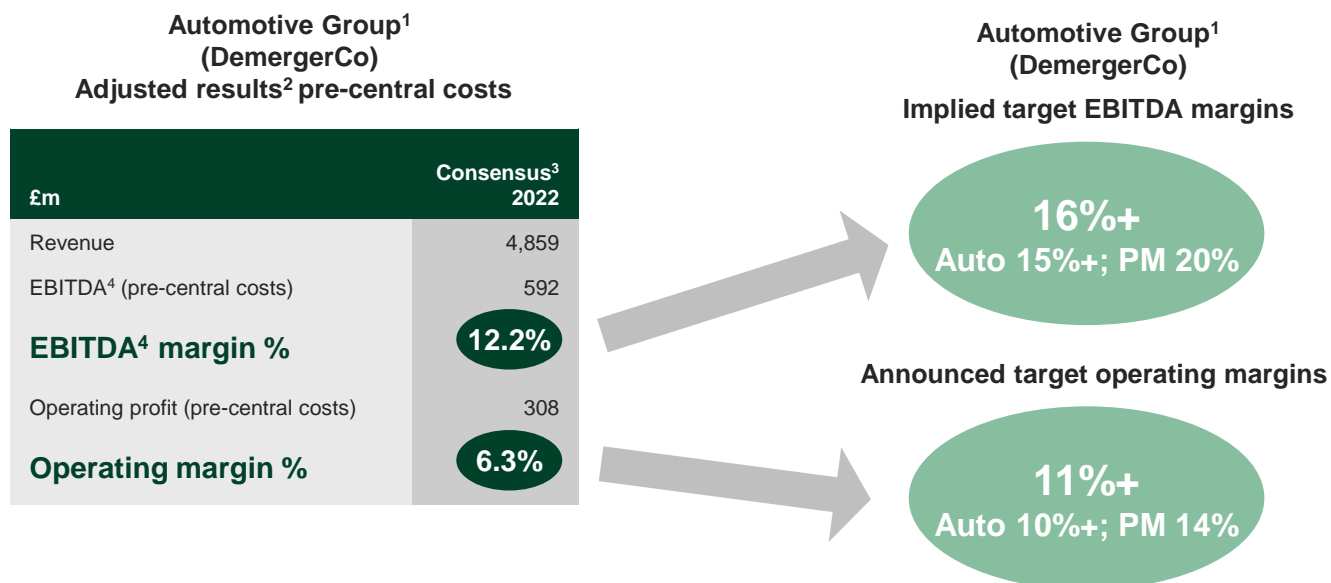 Automotive Group¹
(DemergerCo)
Adjusted results² pre-central costs
£m
Consensus³
2022
Revenue 4,859
EBITDA⁴ (pre-central costs) 592
EBITDA⁴ margin % 12.2%
Operating profit (pre-central costs) 308
Operating margin % 6.3%
Automotive Group¹
(DemergerCo)
Implied target EBITDA margins
16%+
Auto 15%+; PM 20%
Announced target operating margins
11%+
Auto 10%+; PM 14%